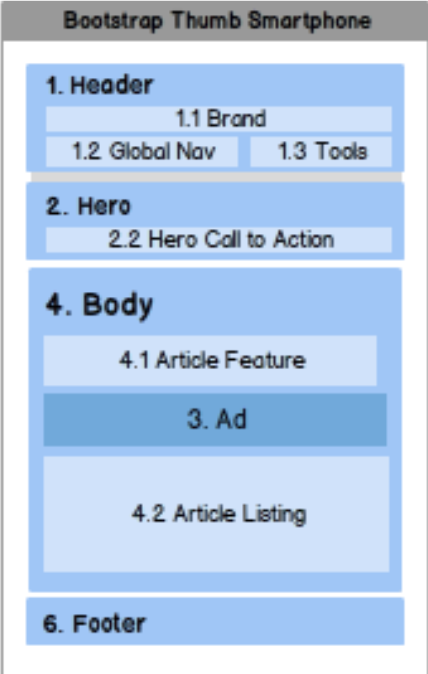 Bootstrap Thumb Smartphone
1. Header
1.1 Brand
1.2 Global Nav 1.3 Tools
2. Hero
2.2 Hero Call to Action
4. Body
4.1 Article Feature
3. Ad
4.2 Article Listing
6. Footer